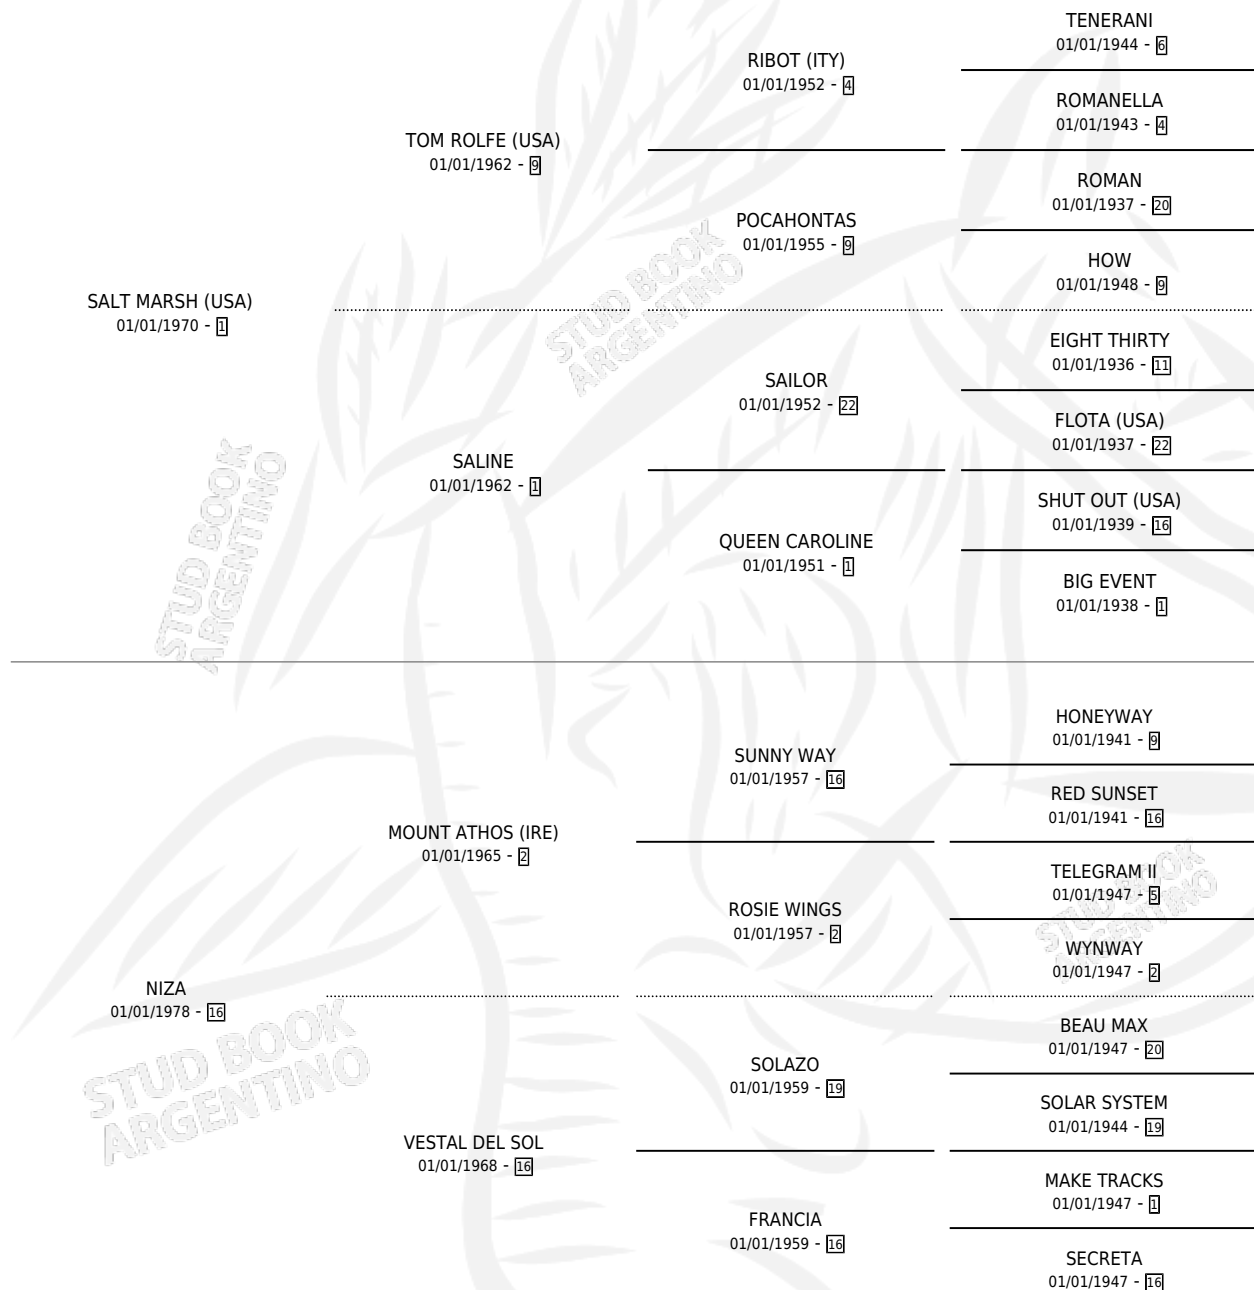 TENERANI
01/01/1944 - 6
RIBOT (ITY)
01/01/1952 - 4
ROMANELLA
01/01/1943 - 4
TOM ROLFE (USA)
01/01/1962 - 9
ROMAN
01/01/1937 - 20
POCAHONTAS
01/01/1955 - 9
HOW
01/01/1948 - 9
SALT MARSH (USA)
01/01/1970 - 1
EIGHT THIRTY
01/01/1936 - 11
SAILOR
01/01/1952 - 22
FLOTA (USA)
01/01/1937 - 22
SALINE
01/01/1962 - 1
SHUT OUT (USA)
01/01/1939 - 16
QUEEN CAROLINE
01/01/1951 - 1
BIG EVENT
01/01/1938 - 1
HONEYWAY
01/01/1941 - 9
SUNNY WAY
01/01/1957 - 16
RED SUNSET
01/01/1941 - 16
MOUNT ATHOS (IRE)
01/01/1965 - 2
TELEGRAM II
01/01/1947 - 5
ROSIE WINGS
01/01/1957 - 2
WYNWAY
01/01/1947 - 2
NIZA
01/01/1978 - 16
BEAU MAX
01/01/1947 - 20
SOLAZO
01/01/1959 - 19
SOLAR SYSTEM
01/01/1944 - 19
VESTAL DEL SOL
01/01/1968 - 16
MAKE TRACKS
01/01/1947 - 1
FRANCIA
01/01/1959 - 16
SECRETA
01/01/1947 - 16
STUD BOOK
ARGENTINO
STUD BOOK
ARGENTINO
STUD BOOK
ARGENTINO
STUD BOOK
ARGENTINO